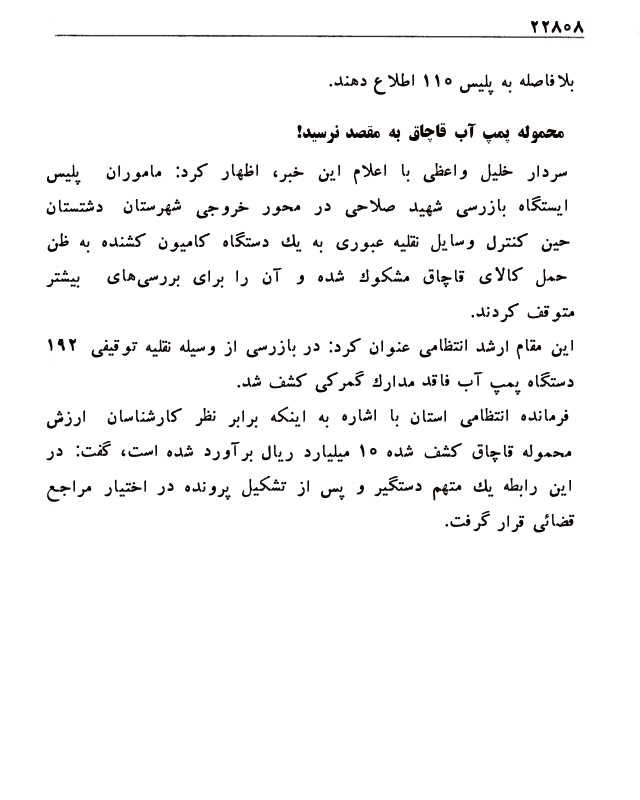 ۲۲۸۰۸
بلافاصله به پلیس ۱۱۰ اطلاع دهند.
محموله پمپ آب قاچاق به مقصد نرسید!
سردار خلیل واعظی با اعلام این خبر، اظهار کرد: ماموران پلیس
ایستگاه بازرسی شهید صلاحی در محور خروجی شهرستان دشتستان
حین کنترل وسایل نقلیه عبوری به یك دستگاه کامیون کشنده به ظن
حمل کالای قاچاق مشکوك شده و آن را برای بررسی‌های بیشتر
متوقف کردند.
این مقام ارشد انتظامی عنوان کرد: در بازرسی از وسیله نقلیه توقیفی ۱۹۲
دستگاه پمپ آب فاقد مدارك گمرکی کشف شد.
فرمانده انتظامی استان با اشاره به اینکه برابر نظر کارشناسان ارزش
محموله قاچاق کشف شده ۱۰ میلیارد ریال برآورد شده است، گفت: در
این رابطه یك متهم دستگیر و پس از تشکیل پرونده در اختیار مراجع
قضائی قرار گرفت.